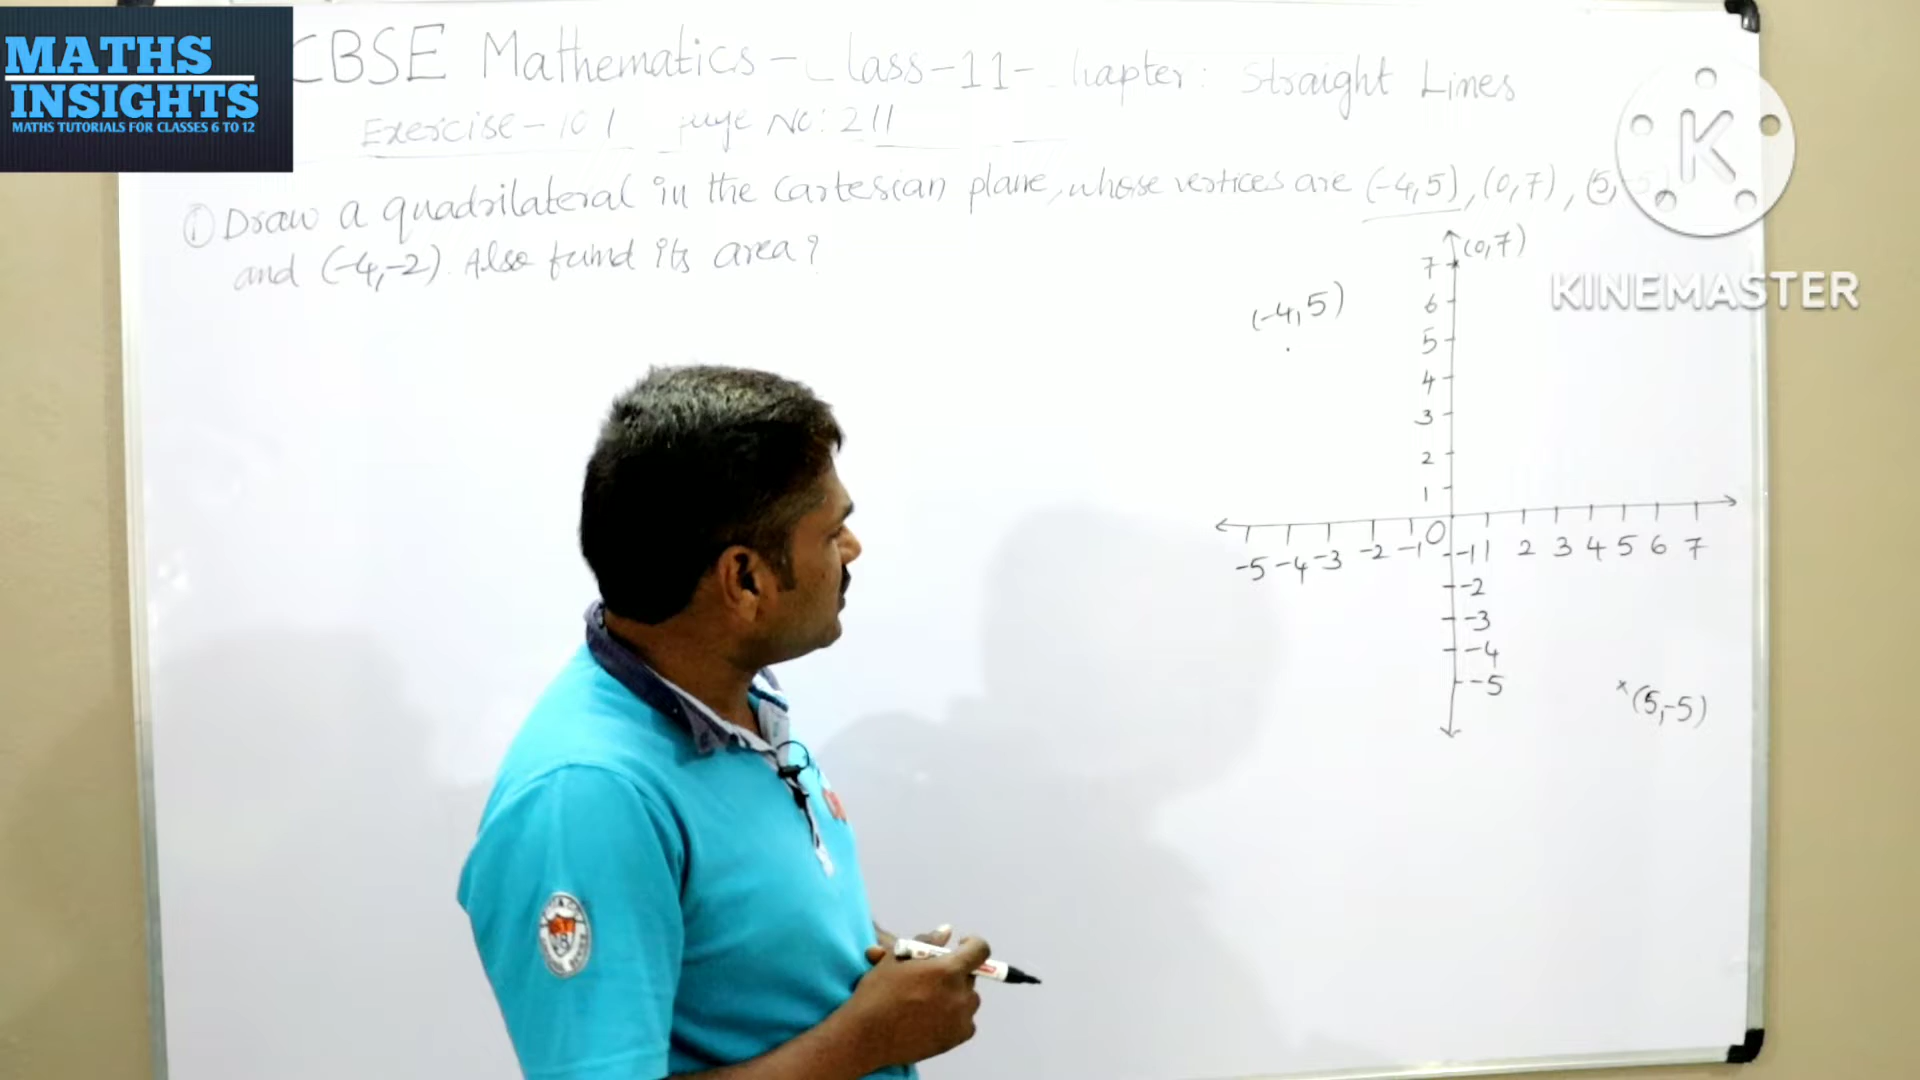 MATHS
INSIGHTS
MATHS TUTORIALS FOR CLASSES 6 TO 12
CBSE Mathematics - Class-11- hapter: Straight Lines
Exercise-10 1 No: 211
① Draw a quadrilateral in the Cartesian plane, whose vertices are (-4,5), (0,7), (5,-5)
and (-4,-2). Also fumd its area?
K
KINEMASTER
(0,7)
(-4,5)
7
6
5
4
3
2
1
-5 -4 -3 -2 -1 0 1 2 3 4 5 6 7
-1
-2
-3
-4
-5
(5,-5)